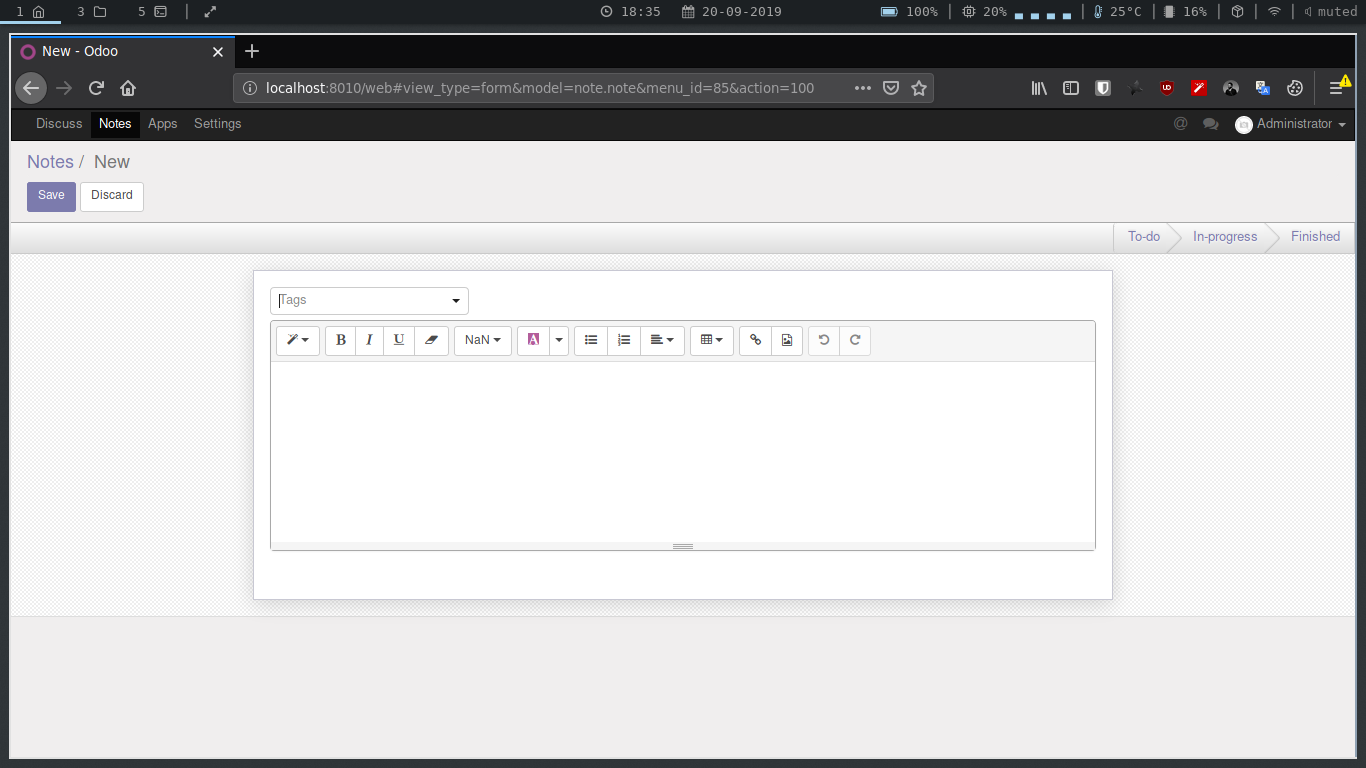 1 3 5 18:35 20-09-2019 100% 20% 25°C 16% muted
New - Odoo
localhost:8010/web#view_type=form&model=note.note&menu_id=85&action=100
Discuss Notes Apps Settings @ Administrator
Notes / New
Save Discard
To-do In-progress Finished
Tags
B I U NaN A